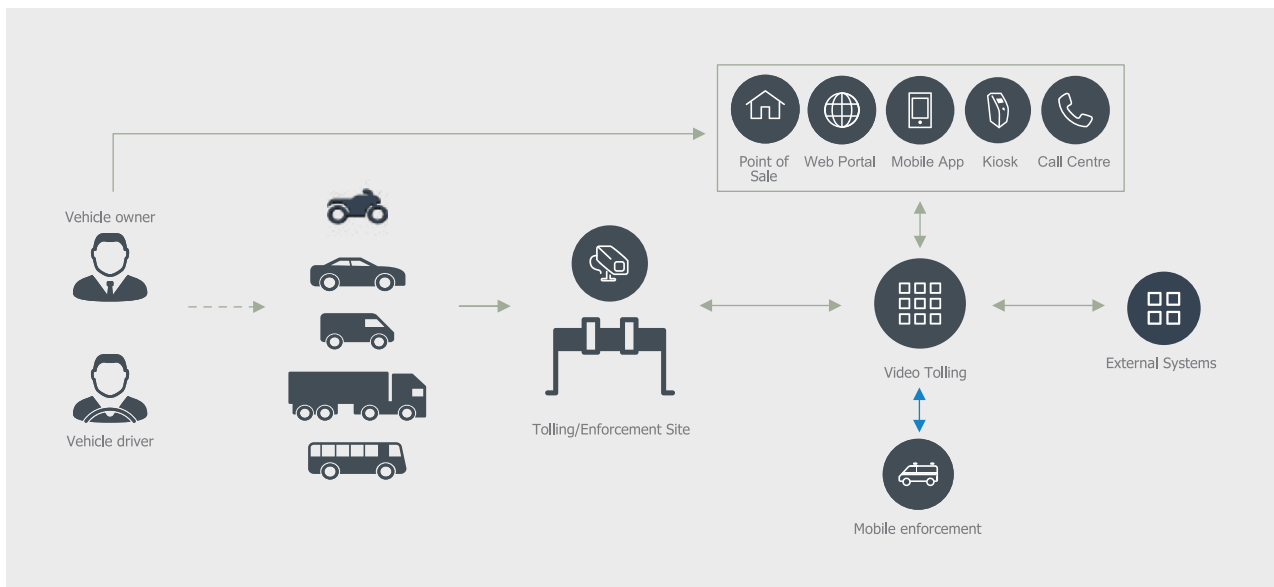 Point of
Sale
Web Portal
Mobile App
Kiosk
Call Centre
Vehicle owner
Vehicle driver
Tolling/Enforcement Site
Video Tolling
External Systems
Mobile enforcement